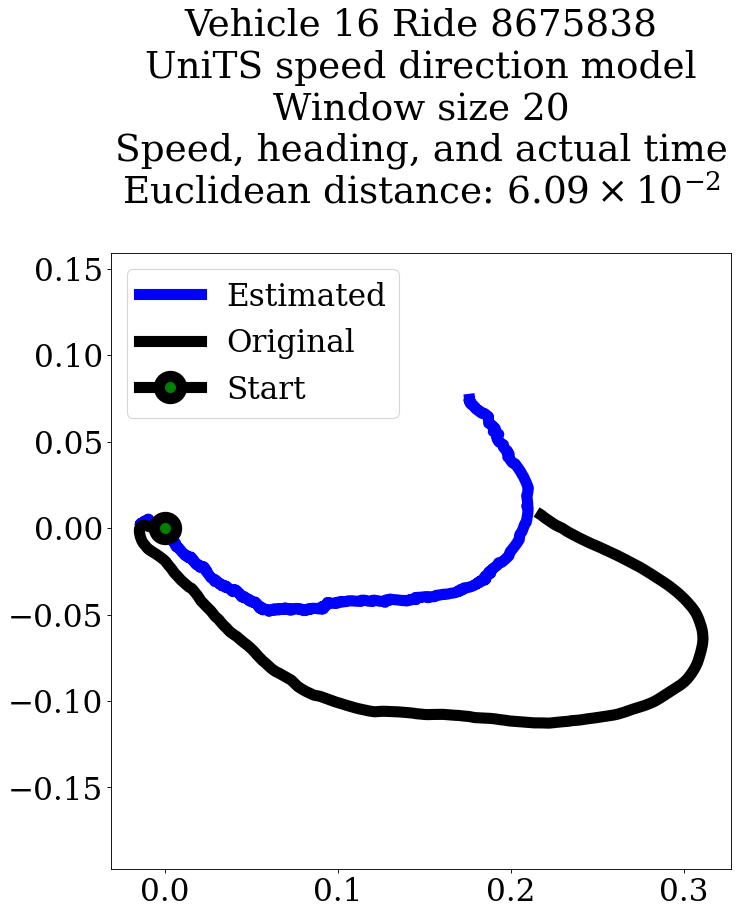 Vehicle 16 Ride 8675838
UniTS speed direction model
Window size 20
Speed, heading, and actual time
Euclidean distance: 6.09 × 10⁻²
0.15
0.10
0.05
0.00
−0.05
−0.10
−0.15
Estimated
Original
Start
0.0 0.1 0.2 0.3